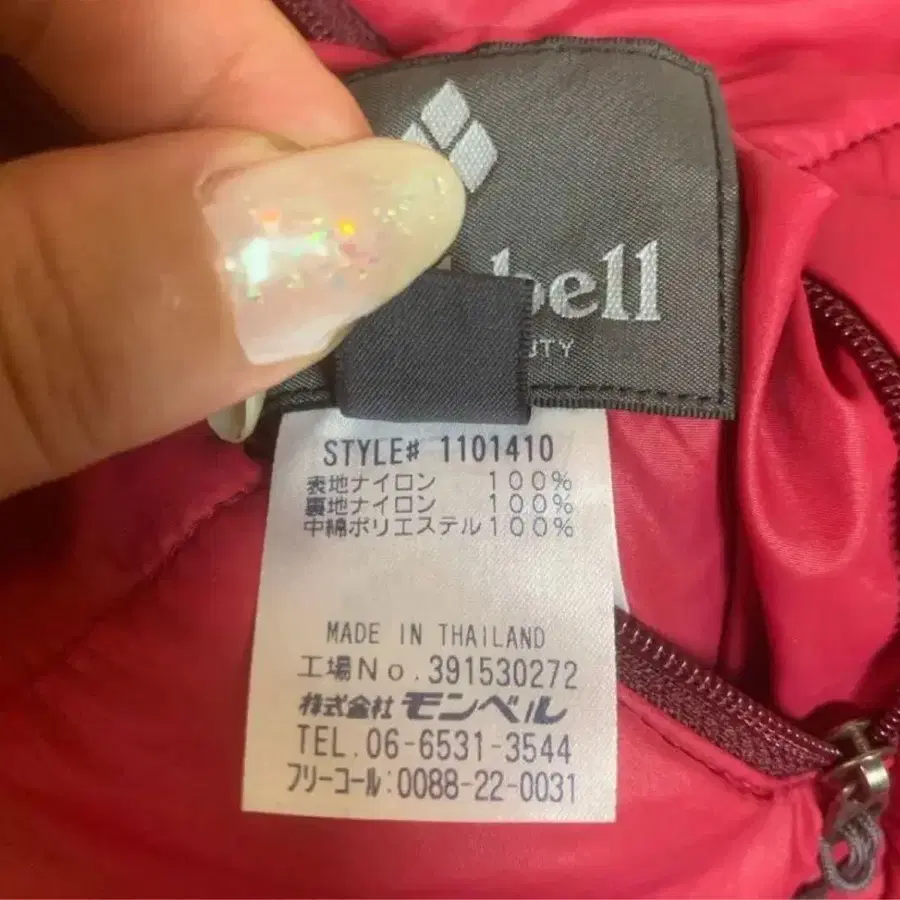 bell
UTY
STYLE# 1101410
表地ナイロン 100%
裏地ナイロン 100%
中綿ポリエステル100%
MADE IN THAILAND
工場No.391530272
株式会社 モンベル
TEL.06-6531-3544
フリーコール:0088-22-0031